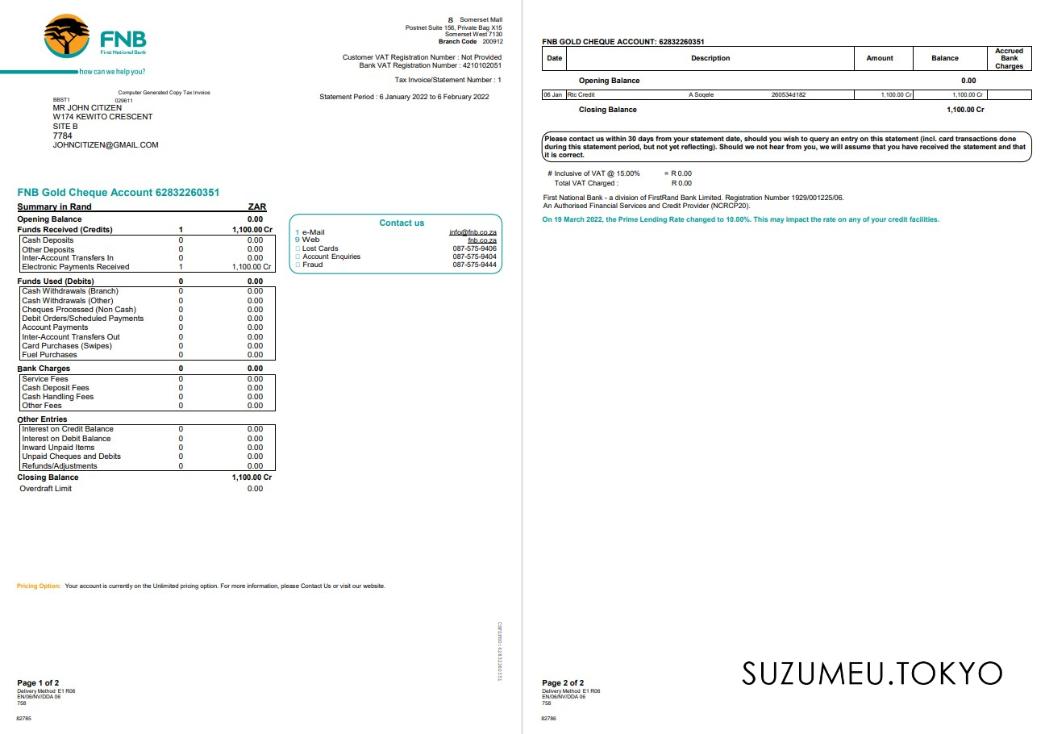 FNB
First National Bank
how can we help you?
8 Somerset Mall
Postnet Suite 156, Private Bag X15
Somerset West 7130
Branch Code 200912
Customer VAT Registration Number : Not Provided
Bank VAT Registration Number : 4210102051
Tax Invoice/Statement Number : 1
Statement Period : 6 January 2022 to 6 February 2022
Computer Generated Copy Tax Invoice
BBST1 029811
MR JOHN CITIZEN
W174 KEWITO CRESCENT
SITE B
7784
JOHNCITIZEN@GMAIL.COM
FNB Gold Cheque Account 62832260351
Summary in Rand ZAR
Opening Balance 0.00
Funds Received (Credits) 1 1,100.00 Cr
Cash Deposits 0 0.00
Other Deposits 0 0.00
Inter-Account Transfers In 0 0.00
Electronic Payments Received 1 1,100.00 Cr
Funds Used (Debits) 0 0.00
Cash Withdrawals (Branch) 0 0.00
Cash Withdrawals (Other) 0 0.00
Cheques Processed (Non Cash) 0 0.00
Debit Orders/Scheduled Payments 0 0.00
Account Payments 0 0.00
Inter-Account Transfers Out 0 0.00
Card Purchases (Swipes) 0 0.00
Fuel Purchases 0 0.00
Bank Charges 0 0.00
Service Fees 0 0.00
Cash Deposit Fees 0 0.00
Cash Handling Fees 0 0.00
Other Fees 0 0.00
Other Entries
Interest on Credit Balance 0 0.00
Interest on Debit Balance 0 0.00
Inward Unpaid Items 0 0.00
Unpaid Cheques and Debits 0 0.00
Refunds/Adjustments 0 0.00
Closing Balance 1,100.00 Cr
Overdraft Limit 0.00
Contact us
1 e-Mail info@fnb.co.za
9 Web fnb.co.za
Lost Cards 087-575-9406
Account Enquiries 087-575-9404
Fraud 087-575-9444
Pricing Option: Your account is currently on the Unlimited pricing option. For more information, please Contact Us or visit our website.
Page 1 of 2
Delivery Method E1 R08
EN/06/NV/DDA 06
758
82785
FNB GOLD CHEQUE ACCOUNT: 62832260351
Date Description Amount Balance Accrued Bank Charges
Opening Balance 0.00
06 Jan Rtc Credit A Soqele 260534d182 1,100.00 Cr 1,100.00 Cr
Closing Balance 1,100.00 Cr
Please contact us within 30 days from your statement date, should you wish to query an entry on this statement (incl. card transactions done
during this statement period, but not yet reflecting). Should we not hear from you, we will assume that you have received the statement and that
it is correct.
# Inclusive of VAT @ 15.00% = R 0.00
Total VAT Charged : R 0.00
First National Bank - a division of FirstRand Bank Limited. Registration Number 1929/001225/06.
An Authorised Financial Services and Credit Provider (NCRCP20).
On 19 March 2022, the Prime Lending Rate changed to 10.00%. This may impact the rate on any of your credit facilities.
Page 2 of 2
Delivery Method E1 R08
EN/06/NV/DDA 06
758
82786
SUZUMEU.TOKYO